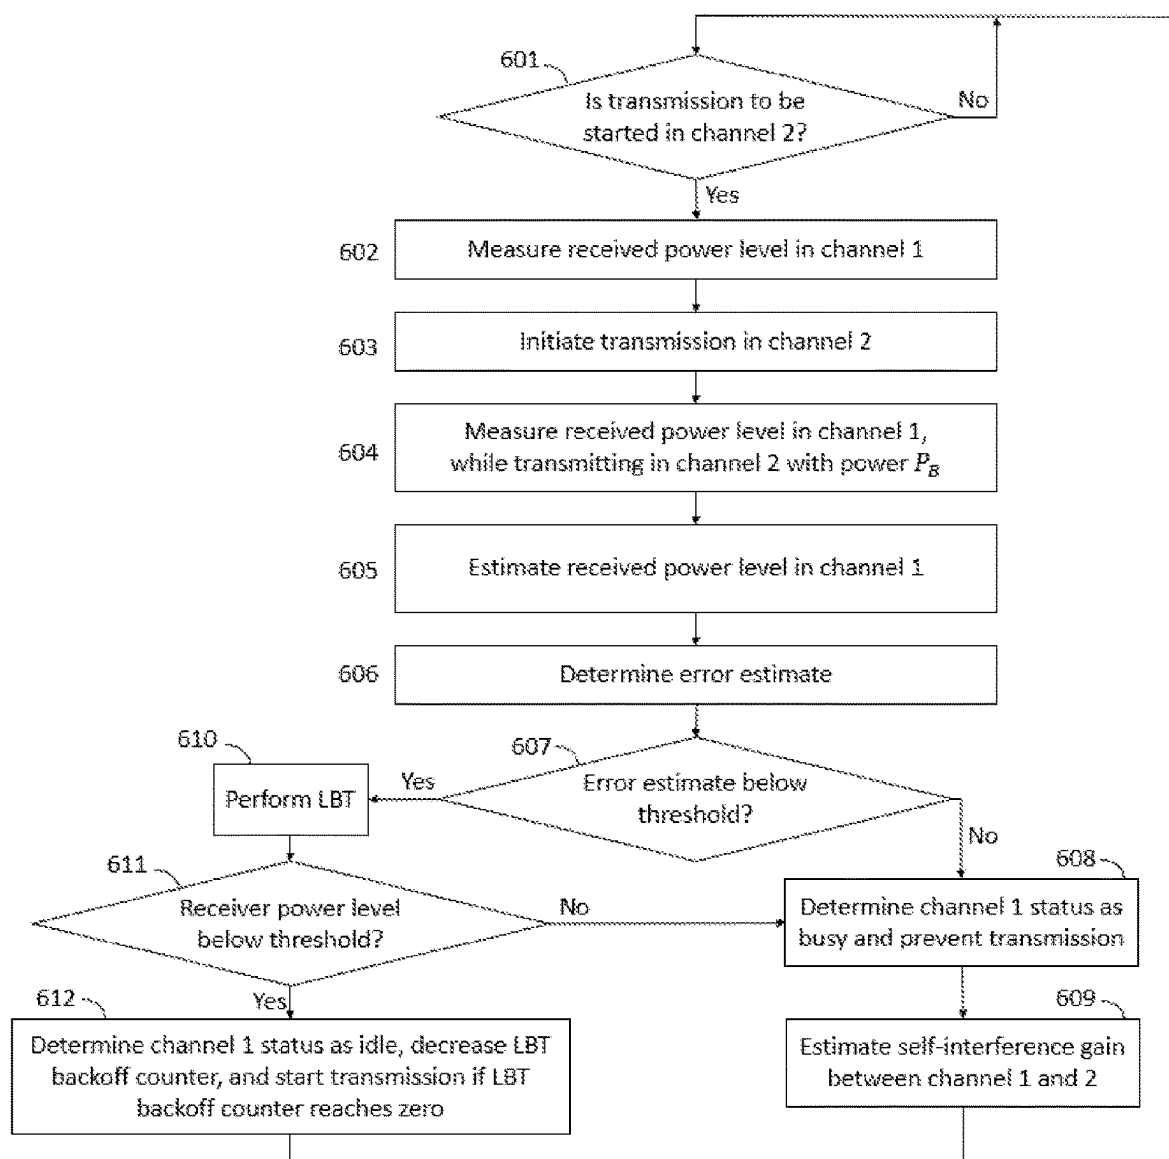 601
Is transmission to be
started in channel 2?
No
Yes
602
Measure received power level in channel 1
603
Initiate transmission in channel 2
604
Measure received power level in channel 1,
while transmitting in channel 2 with power P_B
605
Estimate received power level in channel 1
606
Determine error estimate
607
Error estimate below
threshold?
Yes
No
610
Perform LBT
611
Receiver power level
below threshold?
No
Yes
608
Determine channel 1 status as
busy and prevent transmission
609
Estimate self-interference gain
between channel 1 and 2
612
Determine channel 1 status as idle, decrease LBT
backoff counter, and start transmission if LBT
backoff counter reaches zero